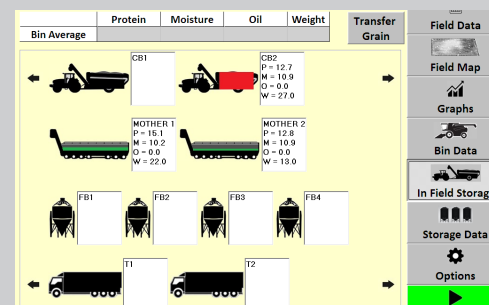 Protein Moisture Oil Weight
Bin Average
Transfer
Grain
CB1
CB2
P = 12.7
M = 10.9
O = 0.0
W = 27.0
MOTHER 1
P = 15.1
M = 10.2
O = 0.0
W = 22.0
MOTHER 2
P = 12.8
M = 10.9
O = 0.0
W = 13.0
FB1
FB2
FB3
FB4
T1
T2
Field Data
Field Map
Graphs
Bin Data
In Field Storag
Storage Data
Options